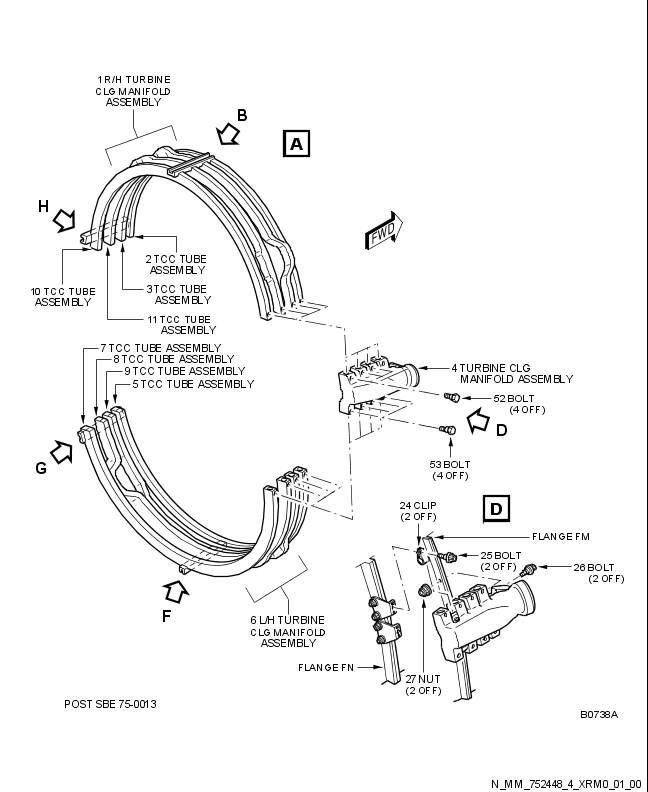 1 R/H TURBINE
CLG MANIFOLD
ASSEMBLY
B
A
H
FWD
2 TCC TUBE
ASSEMBLY
10 TCC TUBE
ASSEMBLY
3 TCC TUBE
ASSEMBLY
11 TCC TUBE
ASSEMBLY
7 TCC TUBE ASSEMBLY
8 TCC TUBE ASSEMBLY
9 TCC TUBE ASSEMBLY
5 TCC TUBE ASSEMBLY
4 TURBINE CLG
MANIFOLD ASSEMBLY
52 BOLT
(4 OFF)
D
53 BOLT
(4 OFF)
G
F
24 CLIP
(2 OFF)
D
FLANGE FM
25 BOLT
(2 OFF)
26 BOLT
(2 OFF)
6 L/H TURBINE
CLG MANIFOLD
ASSEMBLY
FLANGE FN
27 NUT
(2 OFF)
POST SBE 75-0013
B0738A
N_MM_752448_4_XRM0_01_00